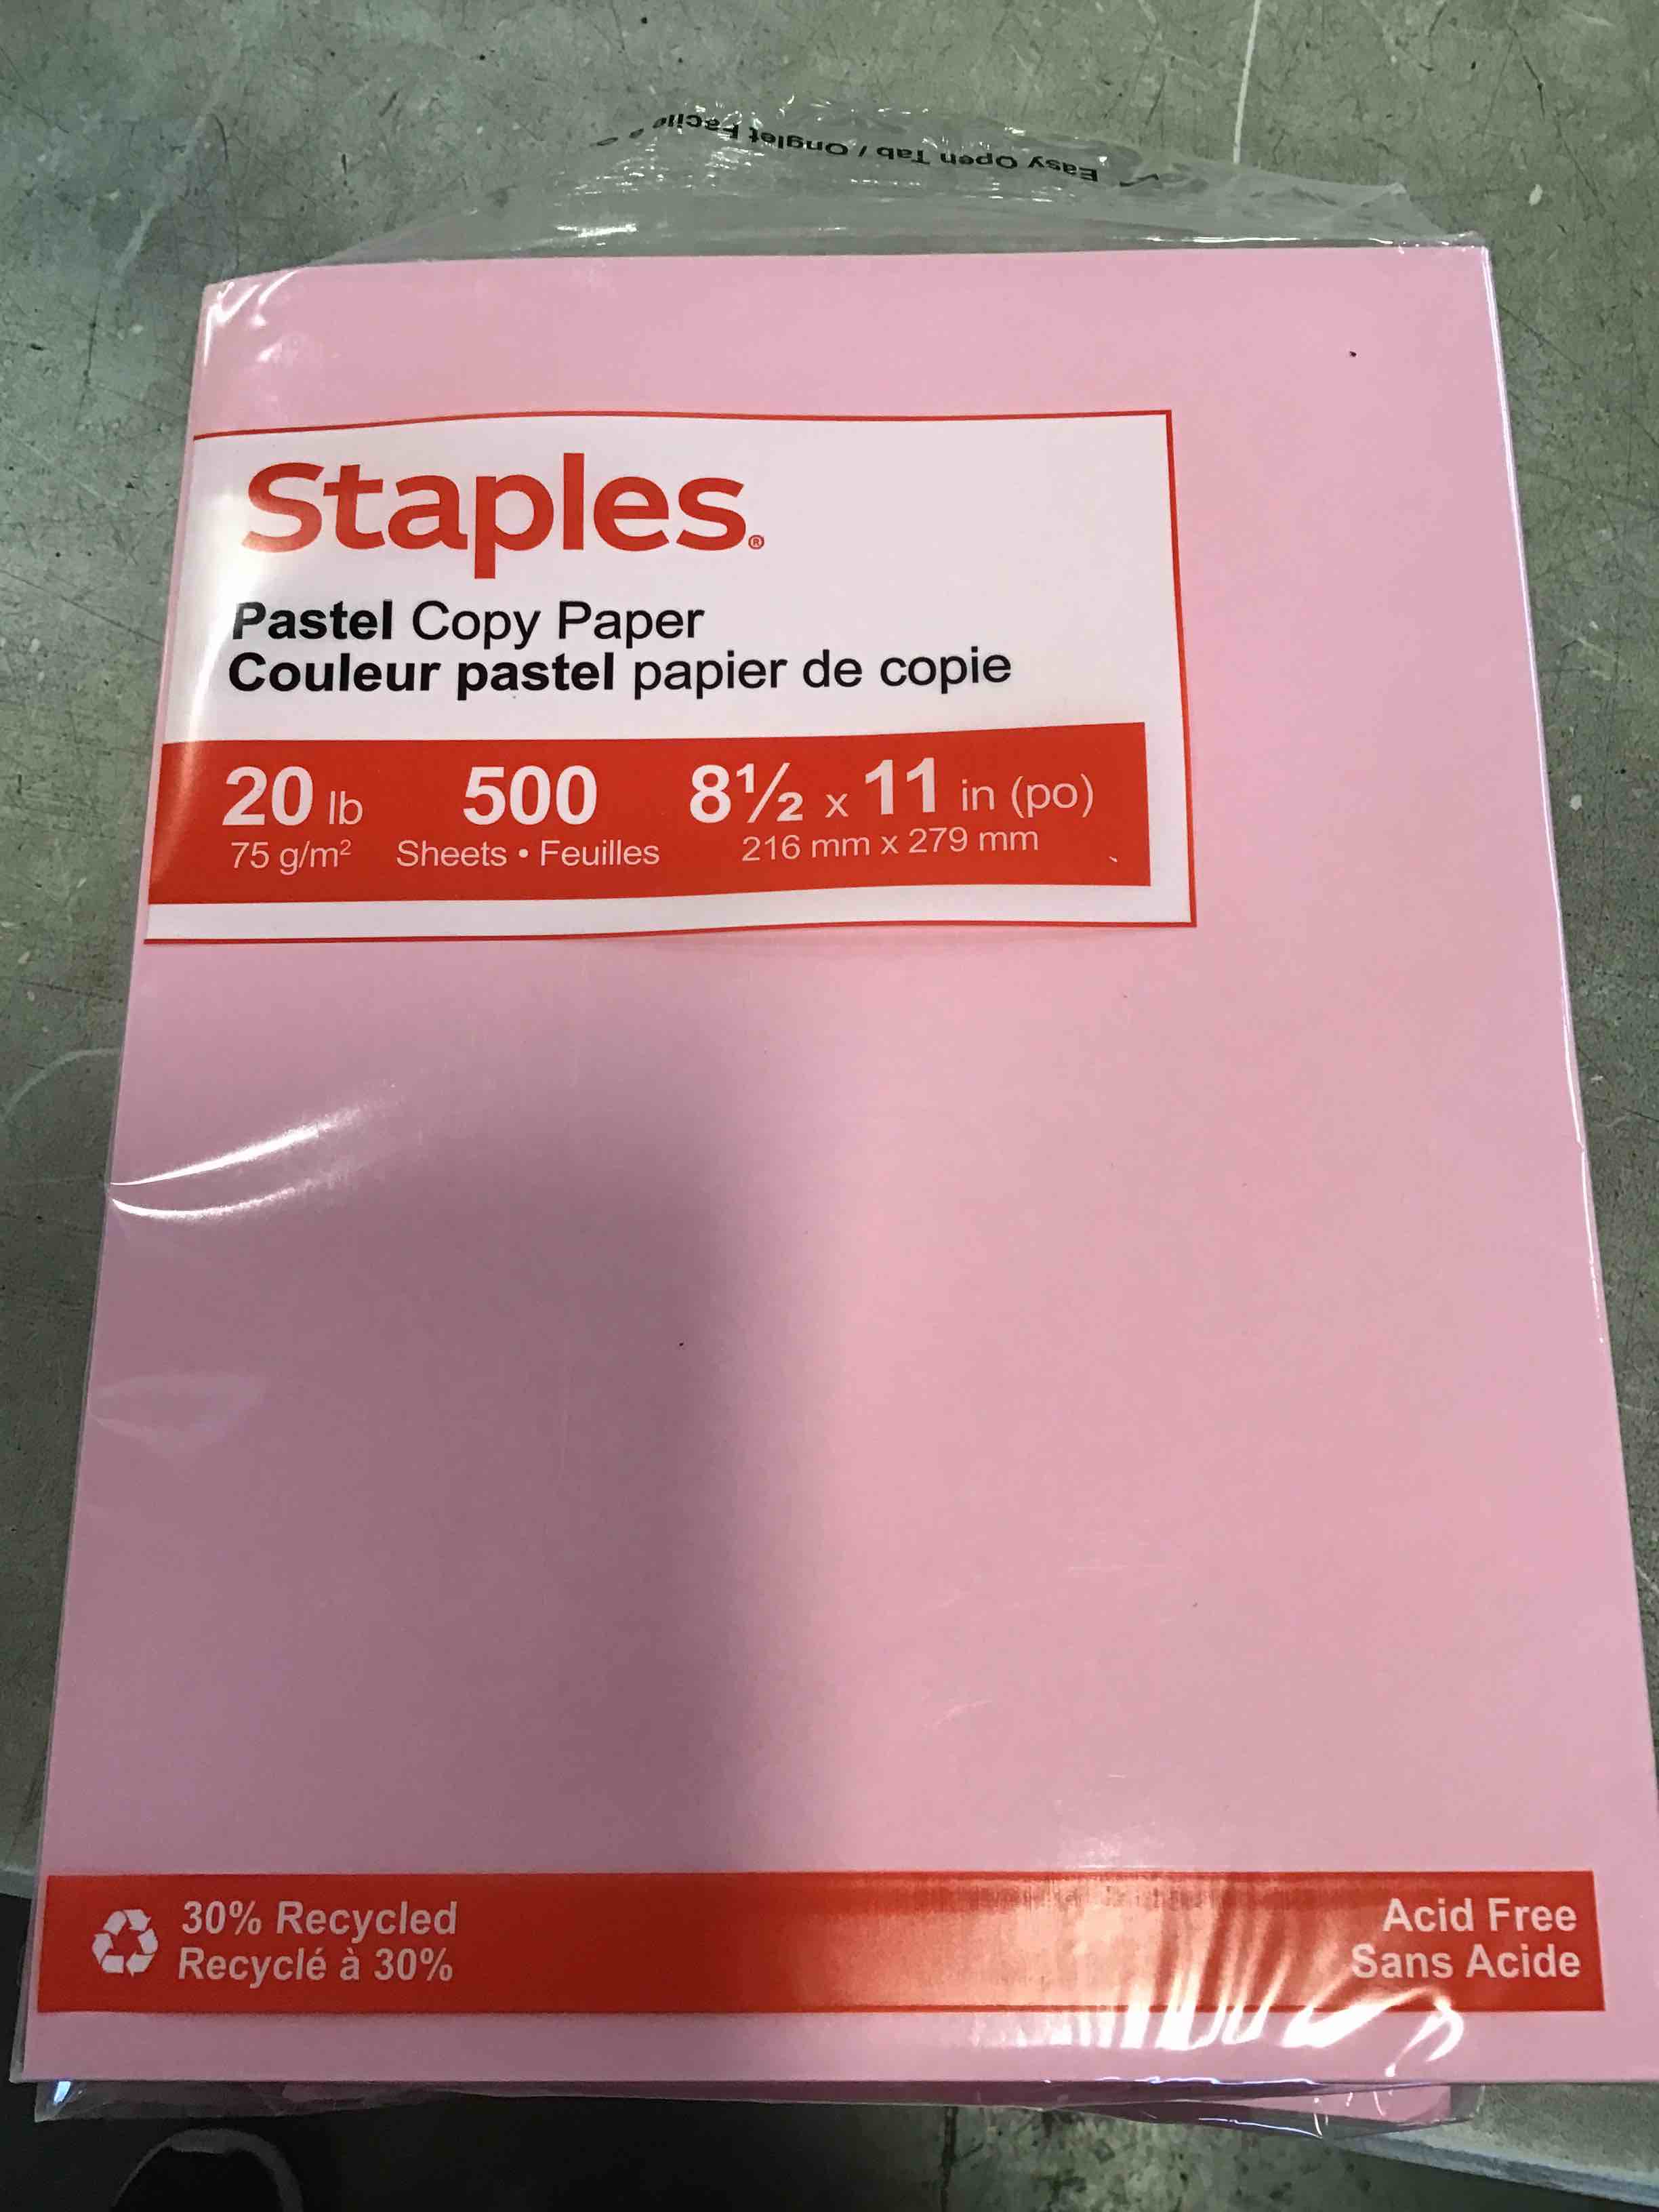 Easy Open Tab / Onglet Facile
Staples®
Pastel Copy Paper
Couleur pastel papier de copie
20 lb 500 8½ x 11 in (po)
75 g/m² Sheets • Feuilles 216 mm x 279 mm
30% Recycled
Recyclé à 30%
Acid Free
Sans Acide